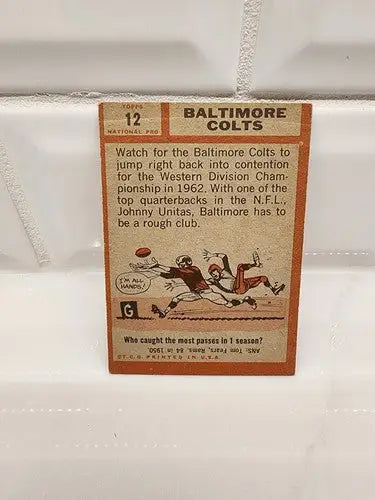 TOPPS
12
NATIONAL PRO
BALTIMORE
COLTS
Watch for the Baltimore Colts to
jump right back into contention
for the Western Division Cham-
pionship in 1962. With one of the
top quarterbacks in the N.F.L.,
Johnny Unitas, Baltimore has to
be a rough club.
I'M ALL
HANDS!
G
Who caught the most passes in 1 season?
ANS: Tom Fears, Rams, 84 in 1950.
©T.C.G. PRINTED IN U.S.A.